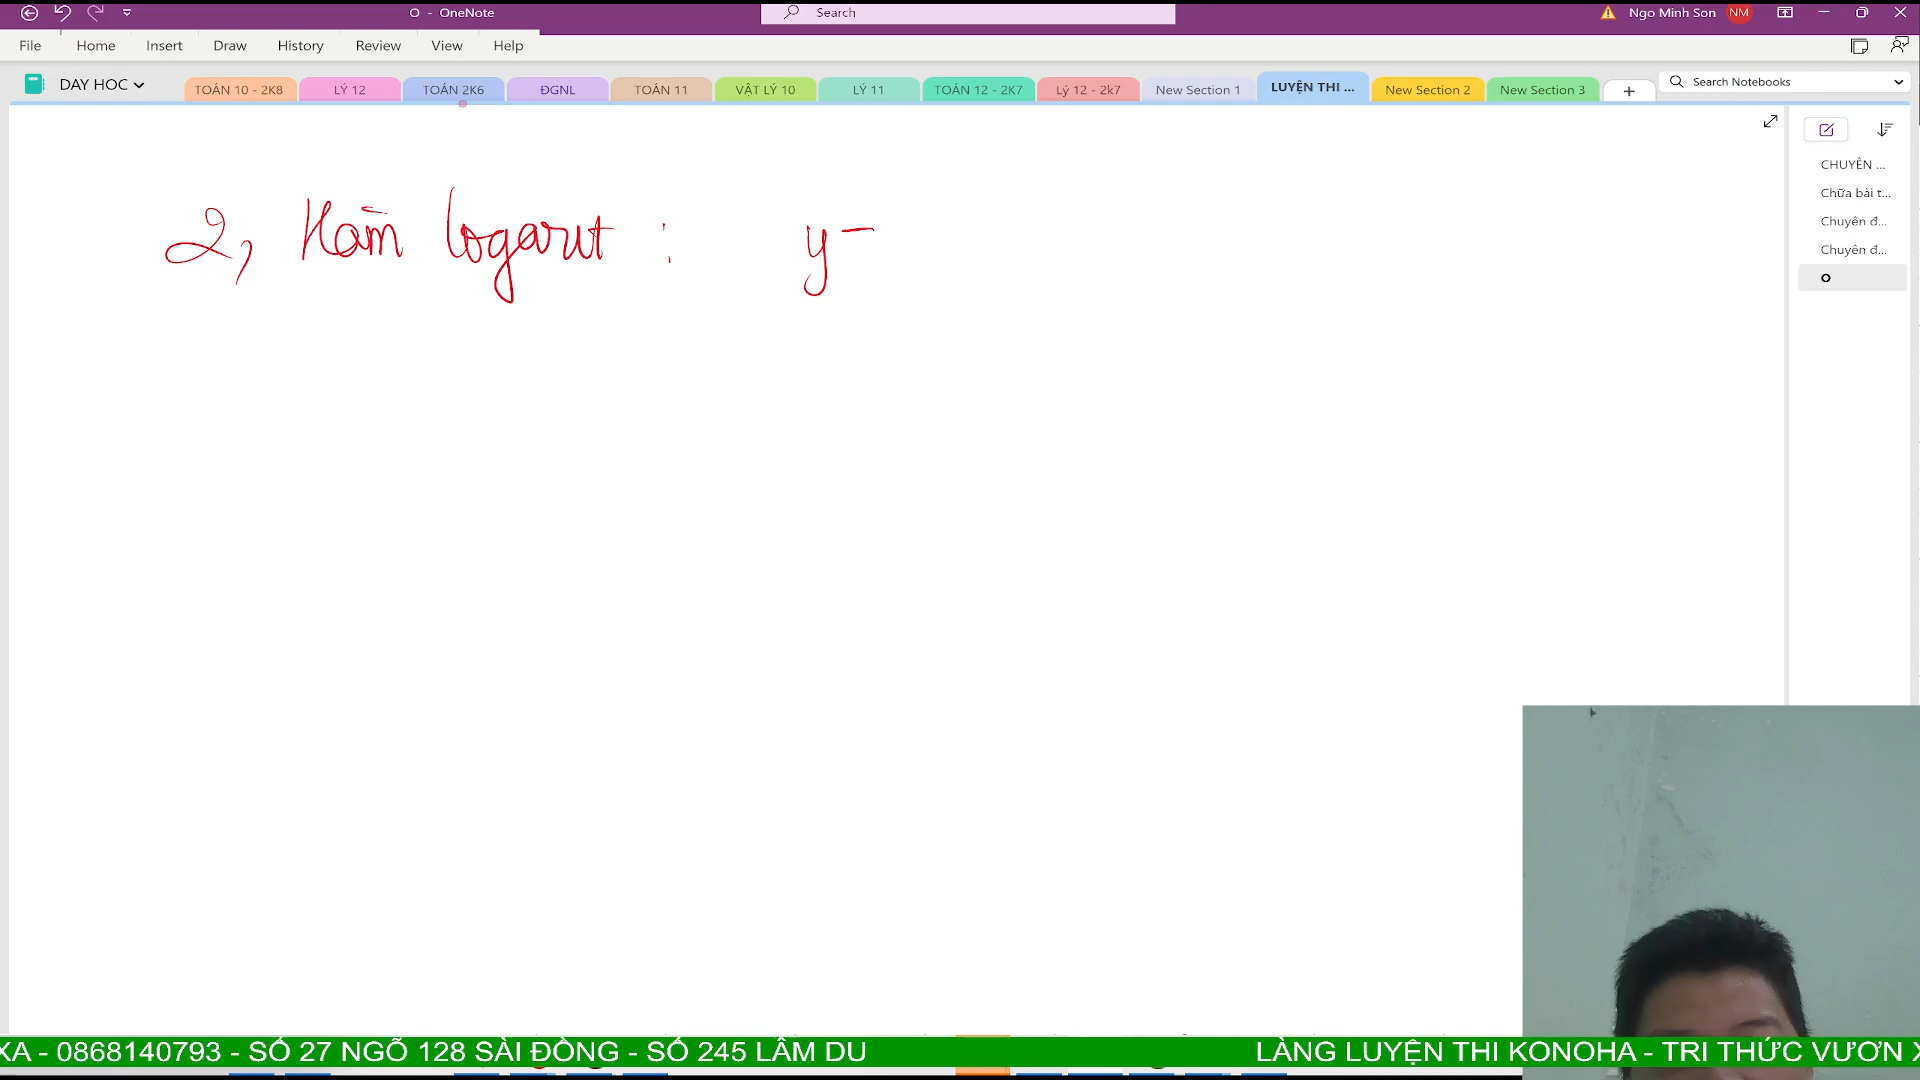 O - OneNote
Search
Ngo Minh Son NM
File Home Insert Draw History Review View Help
DAY HOC
TOÁN 10 - 2K8 LÝ 12 TOÁN 2K6 ĐGNL TOÁN 11 VẬT LÝ 10 LÝ 11 TOÁN 12 - 2K7 Lý 12 - 2k7 New Section 1 LUYỆN THI ... New Section 2 New Section 3 +
Search Notebooks
CHUYÊN ...
Chữa bài t...
Chuyên đ...
Chuyên đ...
O
2, Hàm logarit : y -
XA - 0868140793 - SỐ 27 NGÕ 128 SÀI ĐỒNG - SỐ 245 LÂM DU LÀNG LUYỆN THI KONOHA - TRI THỨC VƯƠN X